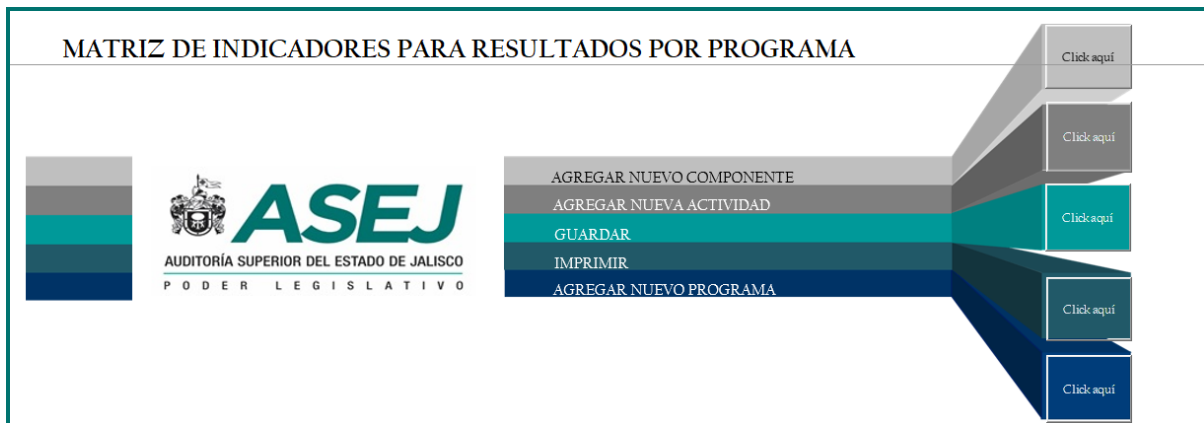 MATRIZ DE INDICADORES PARA RESULTADOS POR PROGRAMA
Click aquí
Click aquí
AGREGAR NUEVO COMPONENTE
AGREGAR NUEVA ACTIVIDAD
Click aquí
GUARDAR
IMPRIMIR
AGREGAR NUEVO PROGRAMA
Click aquí
Click aquí
ASEJ
AUDITORÍA SUPERIOR DEL ESTADO DE JALISCO
PODER LEGISLATIVO